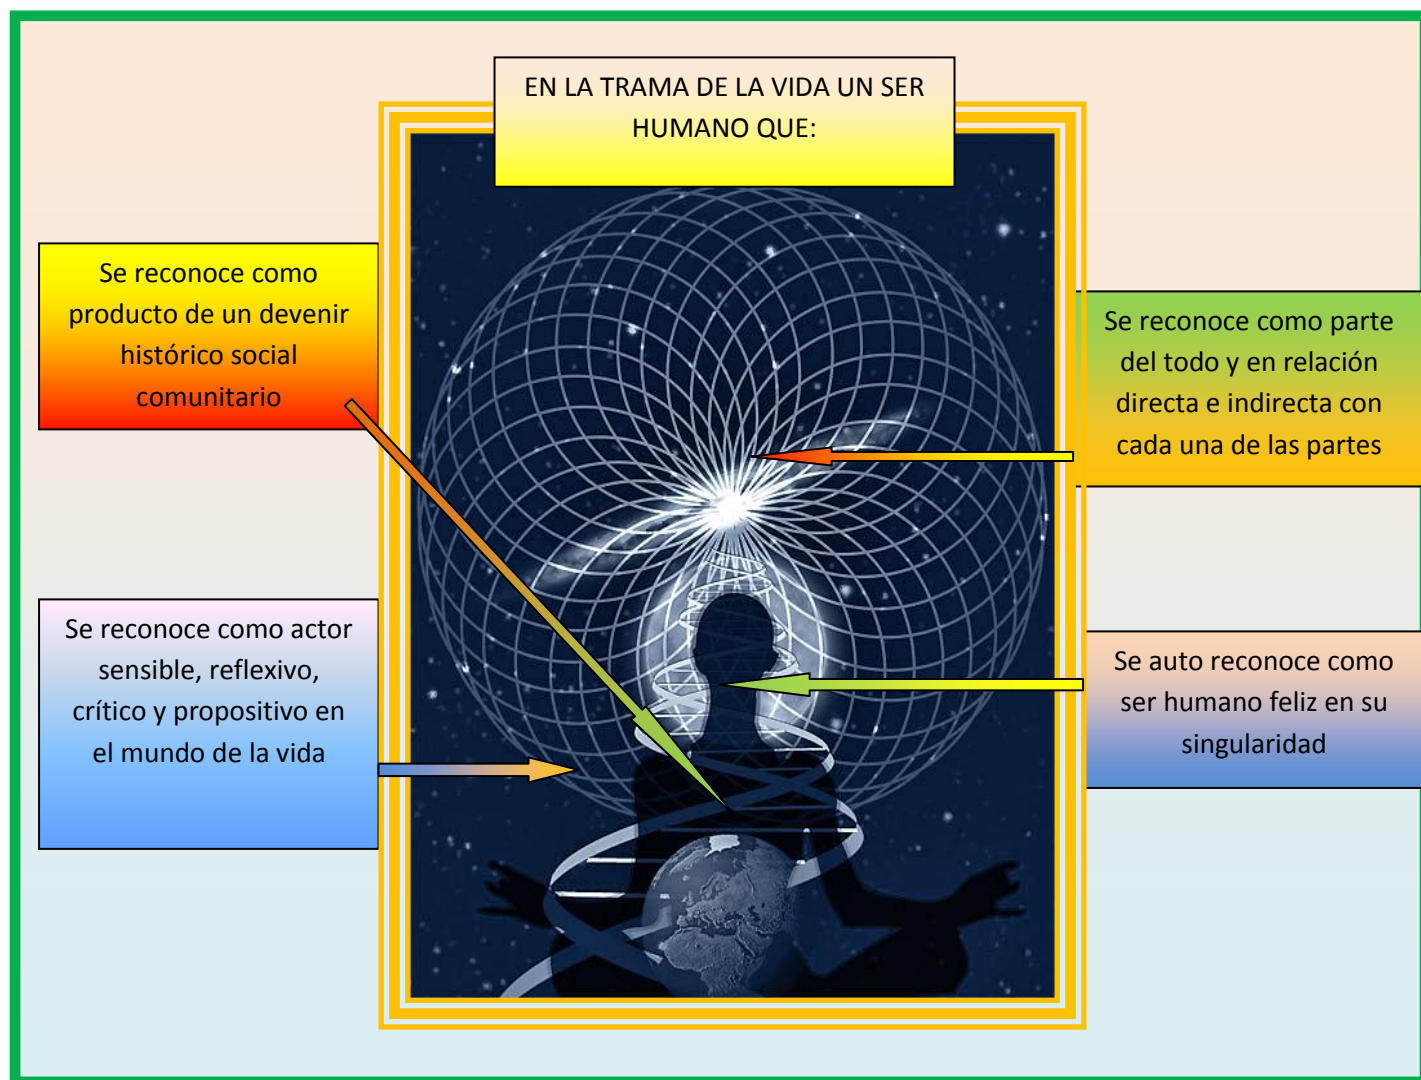 EN LA TRAMA DE LA VIDA UN SER
HUMANO QUE:
Se reconoce como
producto de un devenir
histórico social
comunitario
Se reconoce como parte
del todo y en relación
directa e indirecta con
cada una de las partes
Se reconoce como actor
sensible, reflexivo,
crítico y propositivo en
el mundo de la vida
Se auto reconoce como
ser humano feliz en su
singularidad